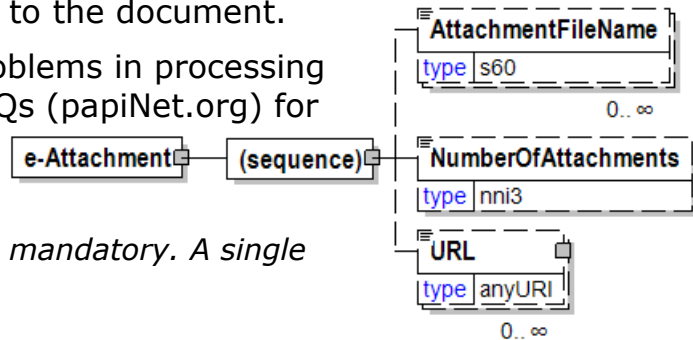 to the document.
oblems in processing
Qs (papiNet.org) for
mandatory. A single
e-Attachment
(sequence)
AttachmentFileName
type s60
0.. ∞
NumberOfAttachments
type nni3
URL
type anyURI
0.. ∞